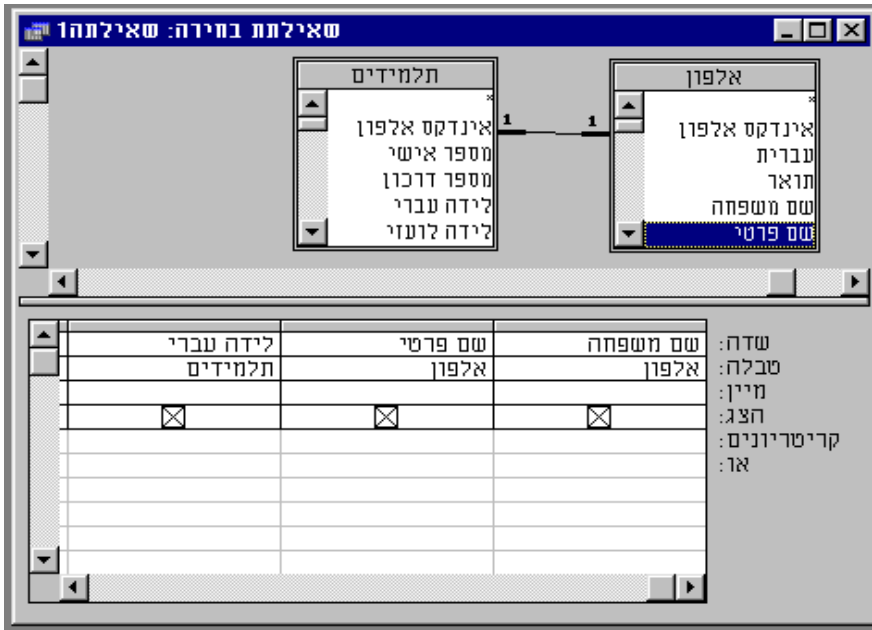 שאילתת בחירה: שאילתה1
אלפון
*
אינדקס אלפון
עברית
תואר
שם משפחה
שם פרטי
1 1
תלמידים
*
אינדקס אלפון
מספר אישי
מספר דרכון
לידה עברי
לידה לועזי
שדה: שם משפחה שם פרטי לידה עברי
טבלה: אלפון אלפון תלמידים
מיין:
הצג:
קריטריונים:
או: